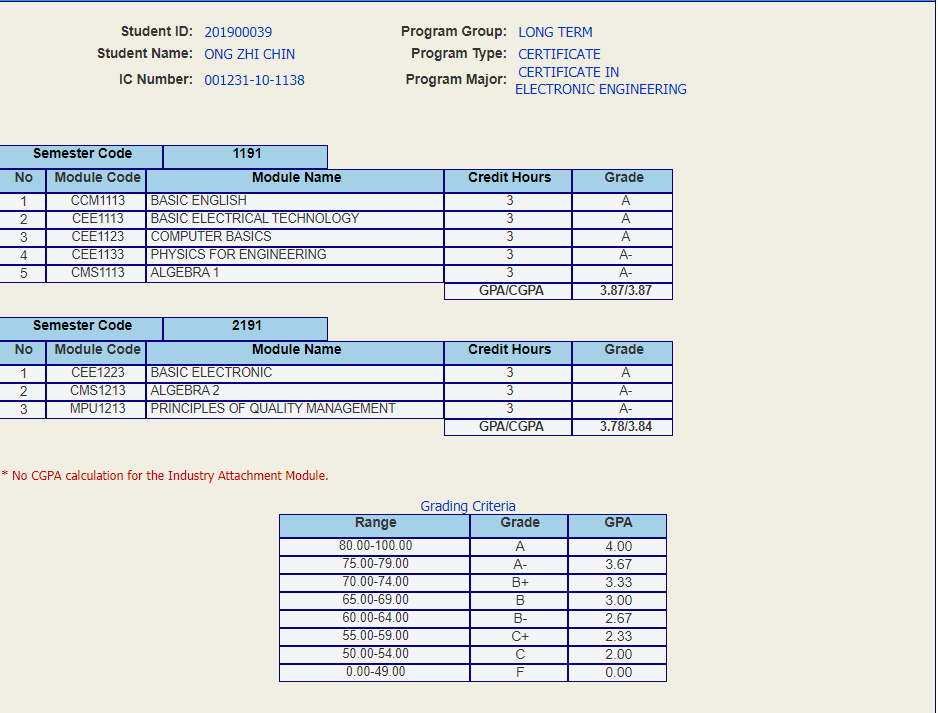 Student ID: 201900039 Program Group: LONG TERM
Student Name: ONG ZHI CHIN Program Type: CERTIFICATE
IC Number: 001231-10-1138 Program Major: CERTIFICATE IN
ELECTRONIC ENGINEERING
Semester Code 1191
No Module Code Module Name Credit Hours Grade
1 CCM1113 BASIC ENGLISH 3 A
2 CEE1113 BASIC ELECTRICAL TECHNOLOGY 3 A
3 CEE1123 COMPUTER BASICS 3 A
4 CEE1133 PHYSICS FOR ENGINEERING 3 A-
5 CMS1113 ALGEBRA 1 3 A-
GPA/CGPA 3.87/3.87
Semester Code 2191
No Module Code Module Name Credit Hours Grade
1 CEE1223 BASIC ELECTRONIC 3 A
2 CMS1213 ALGEBRA 2 3 A-
3 MPU1213 PRINCIPLES OF QUALITY MANAGEMENT 3 A-
GPA/CGPA 3.78/3.84
* No CGPA calculation for the Industry Attachment Module.
Grading Criteria
Range Grade GPA
80.00-100.00 A 4.00
75.00-79.00 A- 3.67
70.00-74.00 B+ 3.33
65.00-69.00 B 3.00
60.00-64.00 B- 2.67
55.00-59.00 C+ 2.33
50.00-54.00 C 2.00
0.00-49.00 F 0.00